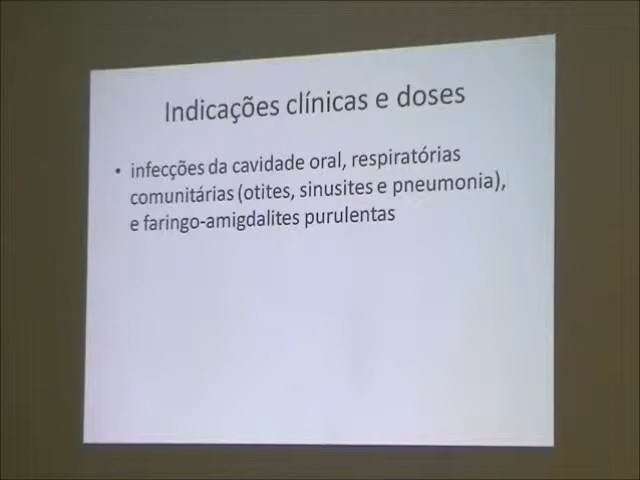 Indicações clínicas e doses
• infecções da cavidade oral, respiratórias
comunitárias (otites, sinusites e pneumonia),
e faringo-amigdalites purulentas